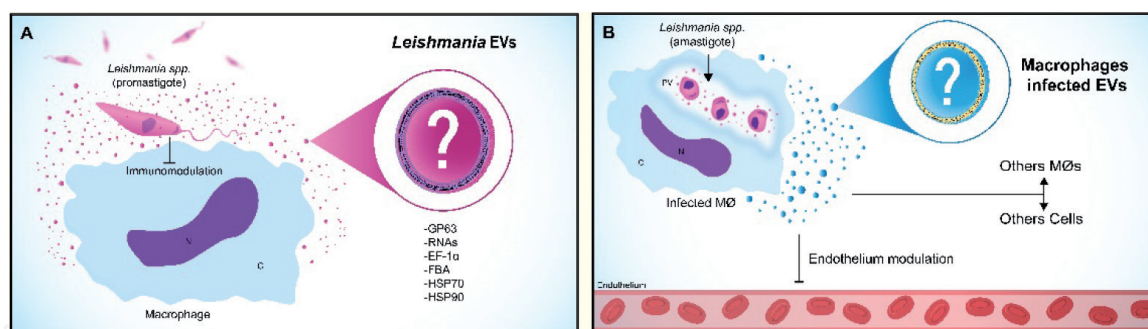 A
Leishmania EVs
Leishmania spp.
(promastigote)
?
Immunomodulation
N
C
Macrophage
-GP63
-RNAs
-EF-1α
-FBA
-HSP70
-HSP90
B
Leishmania spp.
(amastigote)
PV
?
Macrophages
infected EVs
N
C
Infected MØ
Others MØs
Others Cells
Endothelium modulation
Endothelium